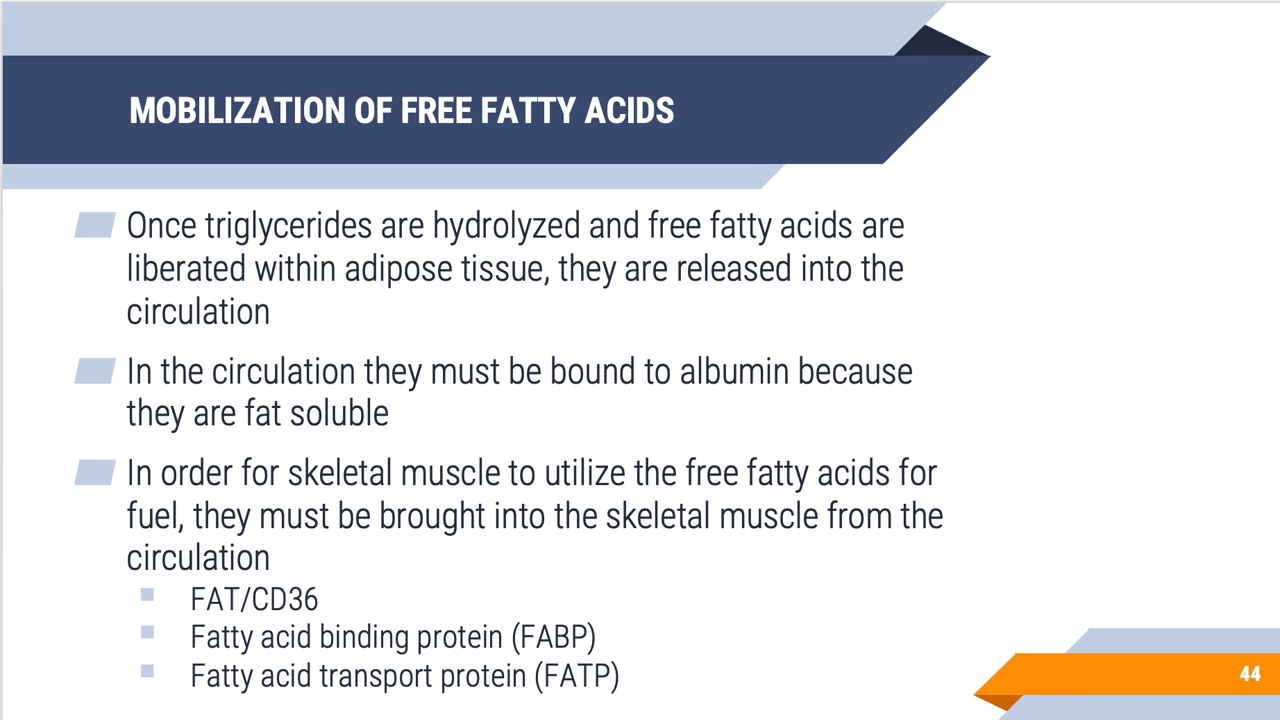 MOBILIZATION OF FREE FATTY ACIDS
Once triglycerides are hydrolyzed and free fatty acids are
liberated within adipose tissue, they are released into the
circulation
In the circulation they must be bound to albumin because
they are fat soluble
In order for skeletal muscle to utilize the free fatty acids for
fuel, they must be brought into the skeletal muscle from the
circulation
FAT/CD36
Fatty acid binding protein (FABP)
Fatty acid transport protein (FATP)
44